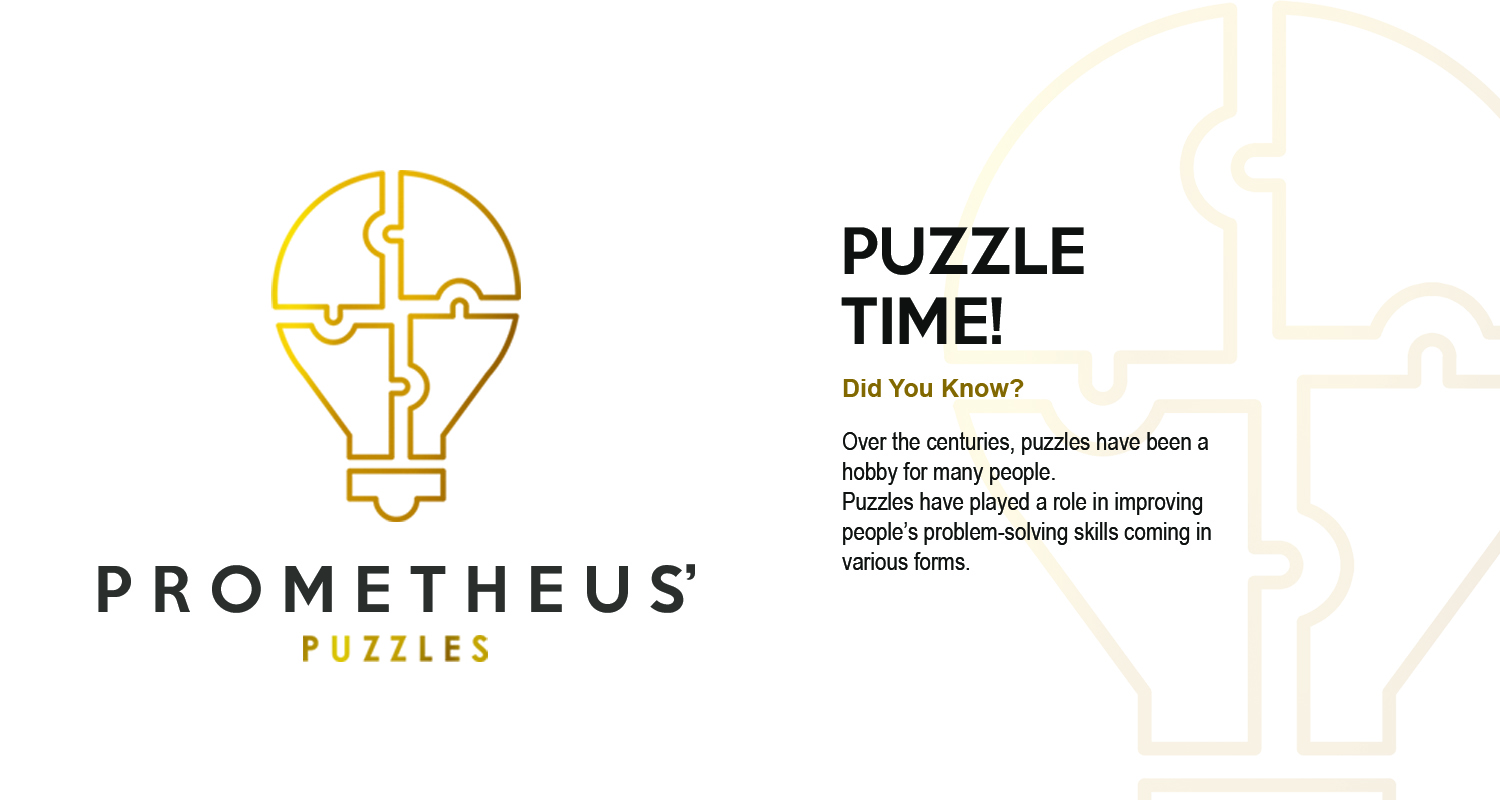 PROMETHEUS’
PUZZLES
PUZZLE
TIME!
Did You Know?
Over the centuries, puzzles have been a
hobby for many people.
Puzzles have played a role in improving
people’s problem-solving skills coming in
various forms.